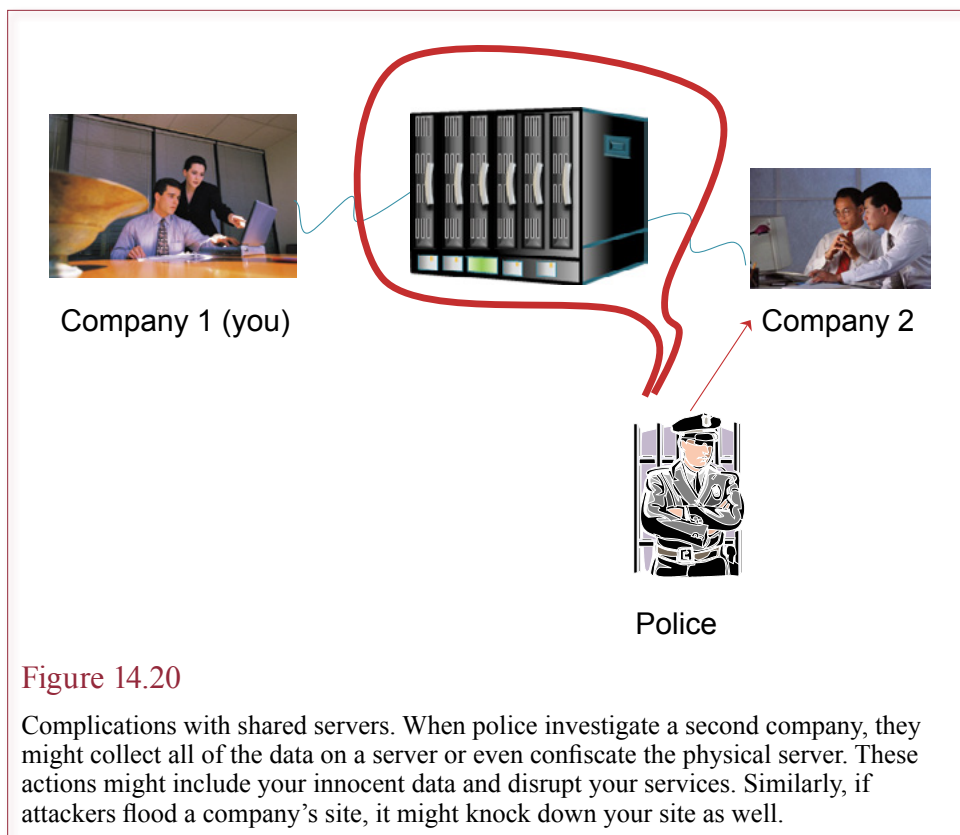 Company 1 (you)
Company 2
Police
Figure 14.20
Complications with shared servers. When police investigate a second company, they
might collect all of the data on a server or even confiscate the physical server. These
actions might include your innocent data and disrupt your services. Similarly, if
attackers flood a company’s site, it might knock down your site as well.